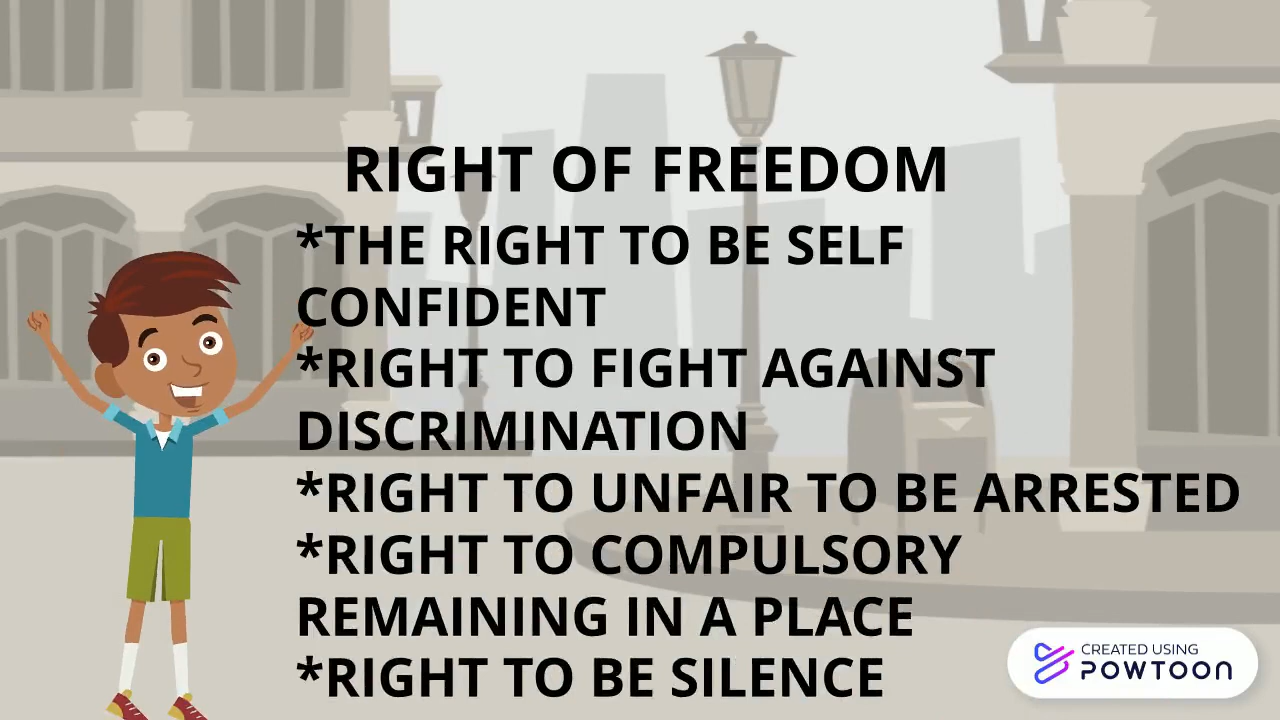 RIGHT OF FREEDOM
*THE RIGHT TO BE SELF
CONFIDENT
*RIGHT TO FIGHT AGAINST
DISCRIMINATION
*RIGHT TO UNFAIR TO BE ARRESTED
*RIGHT TO COMPULSORY
REMAINING IN A PLACE
*RIGHT TO BE SILENCE
CREATED USING
POWTOON